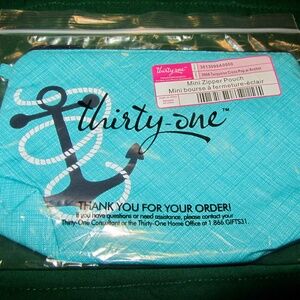 thirty-one
Mini Zipper Pouch
Mini bourse à fermeture-éclair
thirty-one™
THANK YOU FOR YOUR ORDER!
If you have questions or need assistance, please contact your
Thirty-One Consultant or the Thirty-One Home Office at 1.866.GIFTS31.